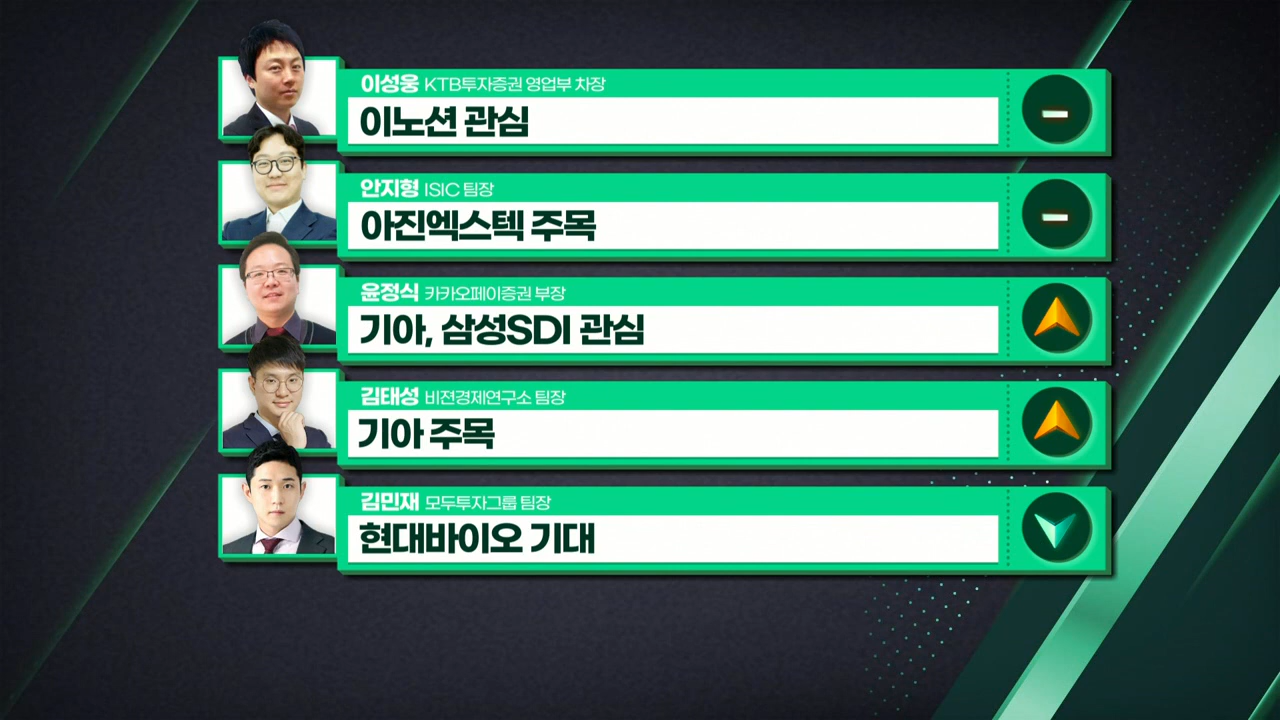 이성웅 KTB투자증권 영업부 차장
이노션 관심
안지형 ISIC 팀장
아진엑스텍 주목
윤정식 카카오페이증권 부장
기아, 삼성SDI 관심
김태성 비젼경제연구소 팀장
기아 주목
김민재 모두투자그룹 팀장
현대바이오 기대